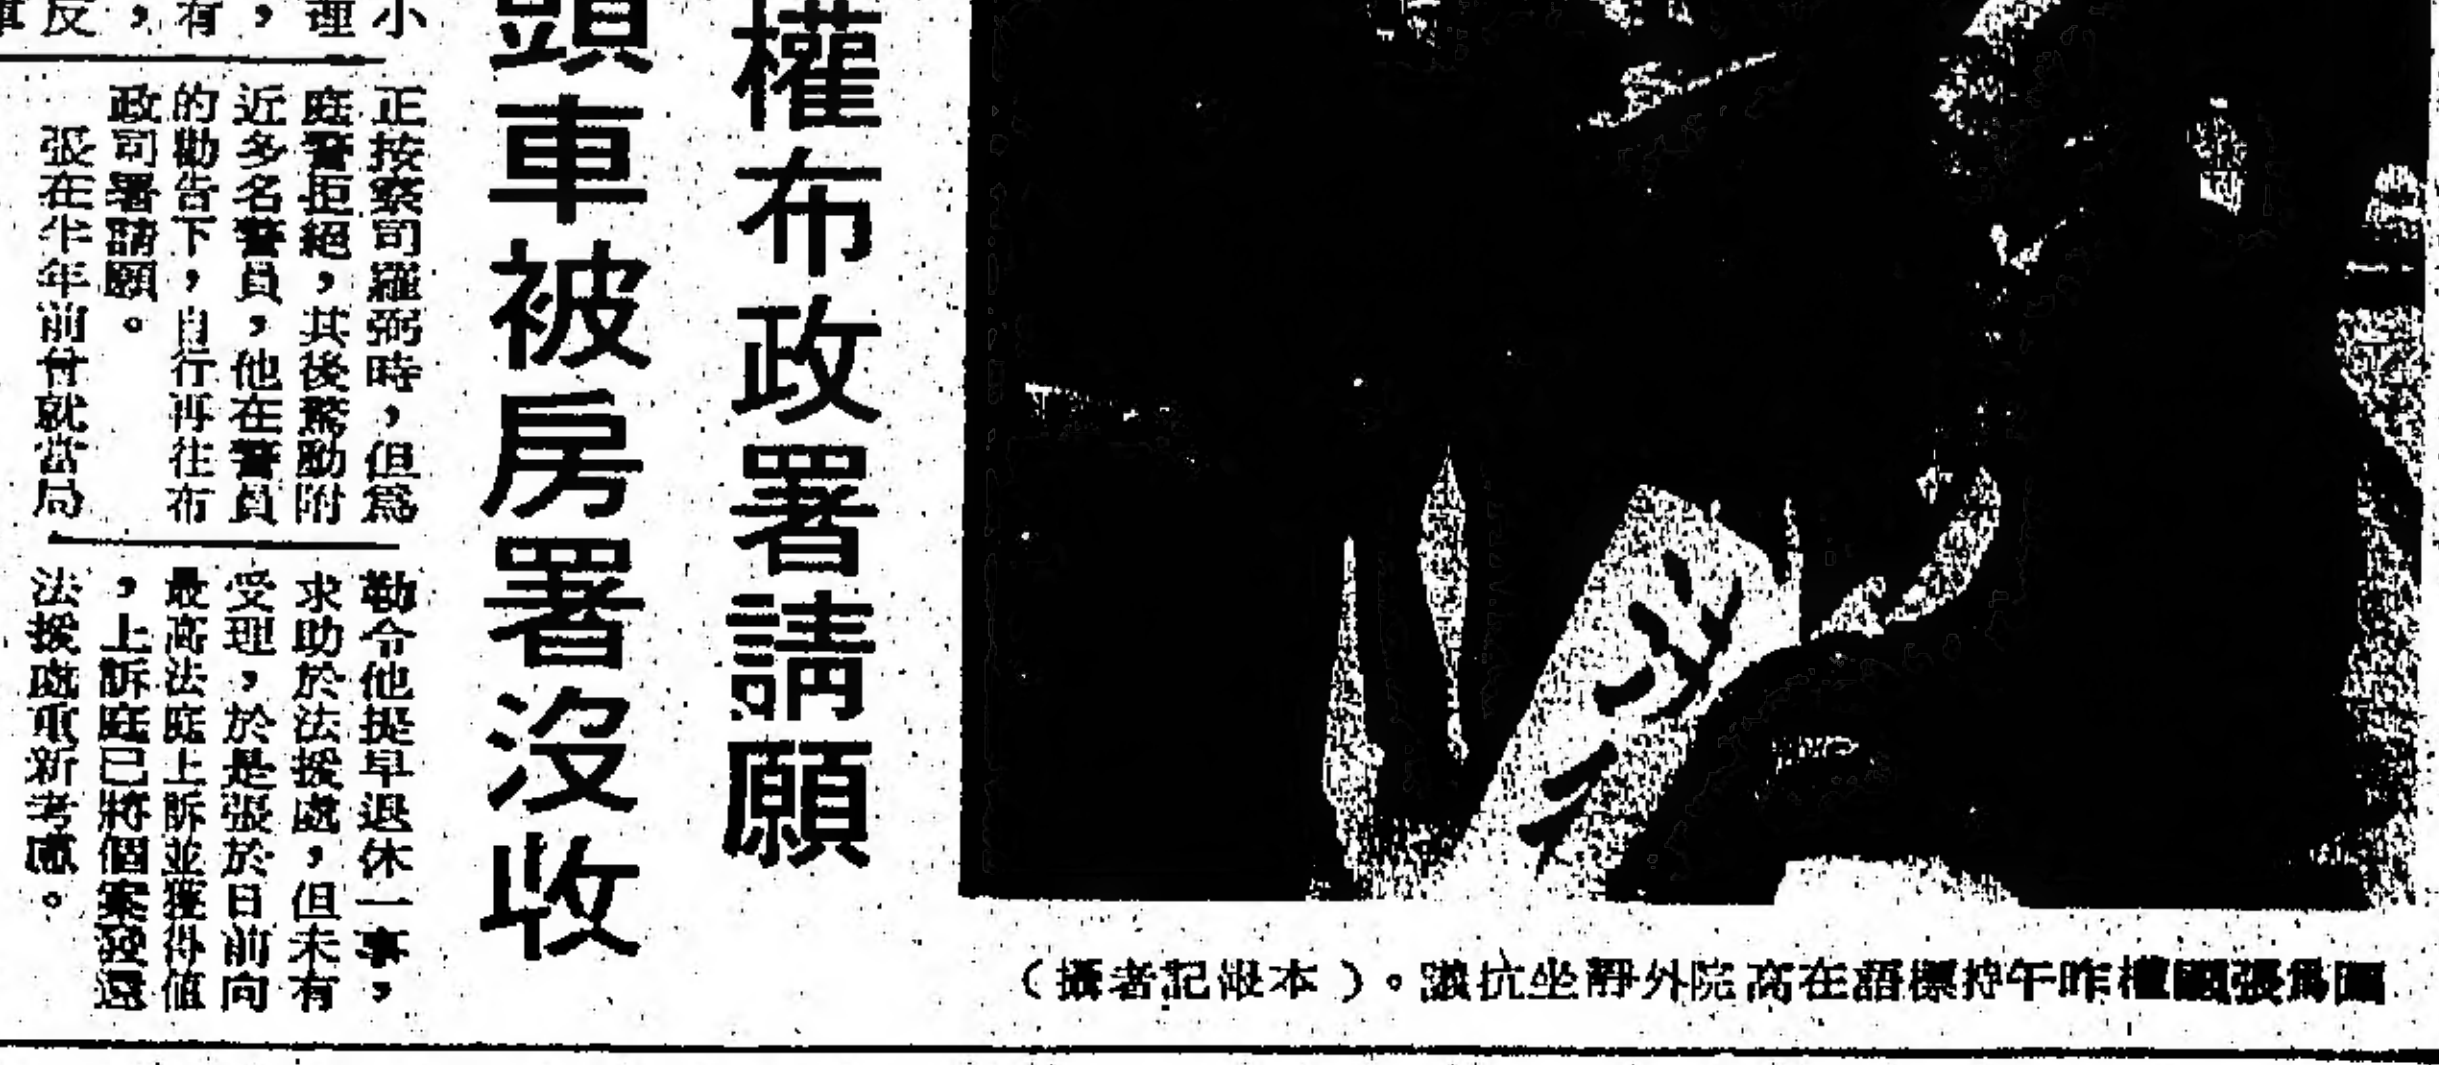 權布政署請願
頭車被房署沒收
小
理
，
有
，
反
正按察司羅弼時，但為
庭警拒絕，其後驚動附
近多名警員，他在警員
的勸告下，自行再往布
政司署請願。
張在半年前曾就當局
勒令他提早退休一事，
求助於法援處，但未有
受理，於是張於日前向
最高法庭上訴並獲得值
，上訴庭已將個案發還
法援處重新考慮。
圖為張顯權昨午持標語在高院外靜坐抗議。（本報記者攝）